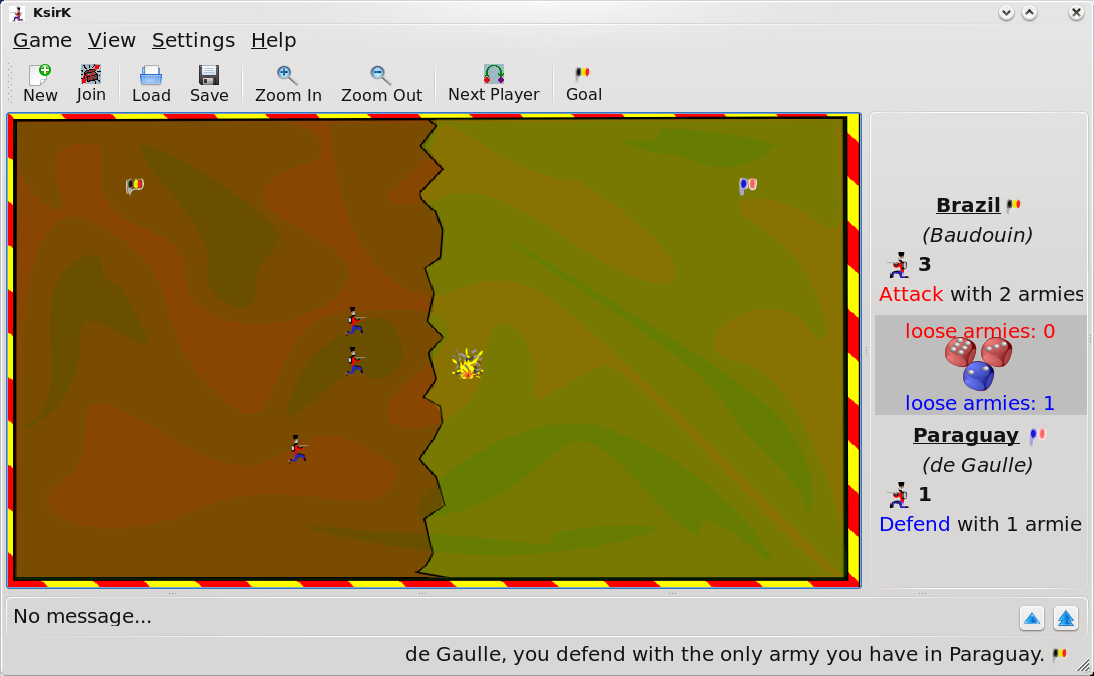 KsirK
Game View Settings Help
New Join Load Save Zoom In Zoom Out Next Player Goal
Brazil
(Baudouin)
3
Attack with 2 armies
loose armies: 0
loose armies: 1
Paraguay
(de Gaulle)
1
Defend with 1 armie
No message...
de Gaulle, you defend with the only army you have in Paraguay.